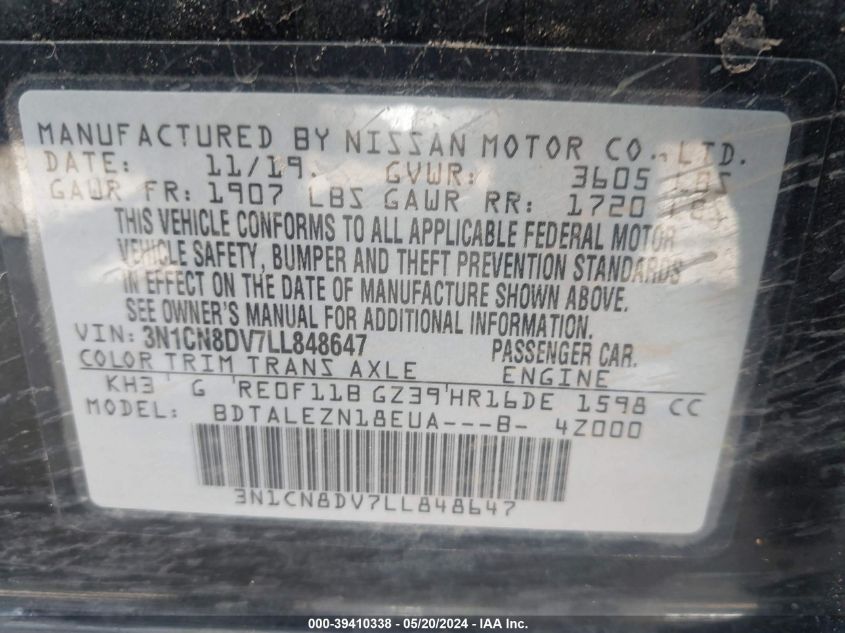 MANUFACTURED BY NISSAN MOTOR CO., LTD.
DATE: 11/19. GVWR: 3605 LBS
GAWR FR: 1907 LBS GAWR RR: 1720 LBS
THIS VEHICLE CONFORMS TO ALL APPLICABLE FEDERAL MOTOR
VEHICLE SAFETY, BUMPER AND THEFT PREVENTION STANDARDS
IN EFFECT ON THE DATE OF MANUFACTURE SHOWN ABOVE.
SEE OWNER'S MANUAL FOR ADDITIONAL INFORMATION.
VIN: 3N1CN8DV7LL848647 PASSENGER CAR.
COLOR TRIM TRANS AXLE ENGINE
KH3 G RE0F11B GZ39 HR16DE 1598 CC
MODEL: BDTALEZN18EUA---B- 4Z000
3N1CN8DV7LL848647
000-39410338 - 05/20/2024 - IAA Inc.